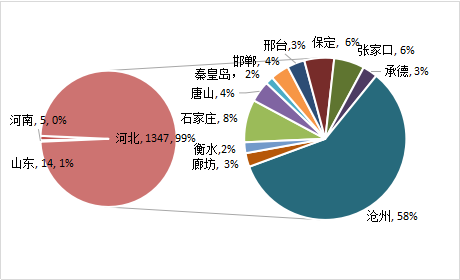 邢台,3%
保定, 6%
邯郸, 4%
张家口, 6%
秦皇岛, 2%
承德, 3%
唐山, 4%
河南, 5, 0%
石家庄, 8%
河北, 1347, 99%
衡水,2%
山东, 14, 1%
廊坊, 3%
沧州, 58%